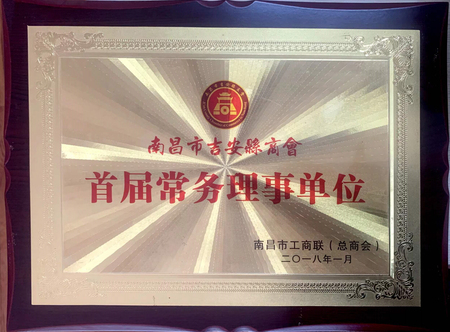 南昌市吉安縣商會
首届常务理事单位
南昌市工商联（总商会）
二〇一八年一月